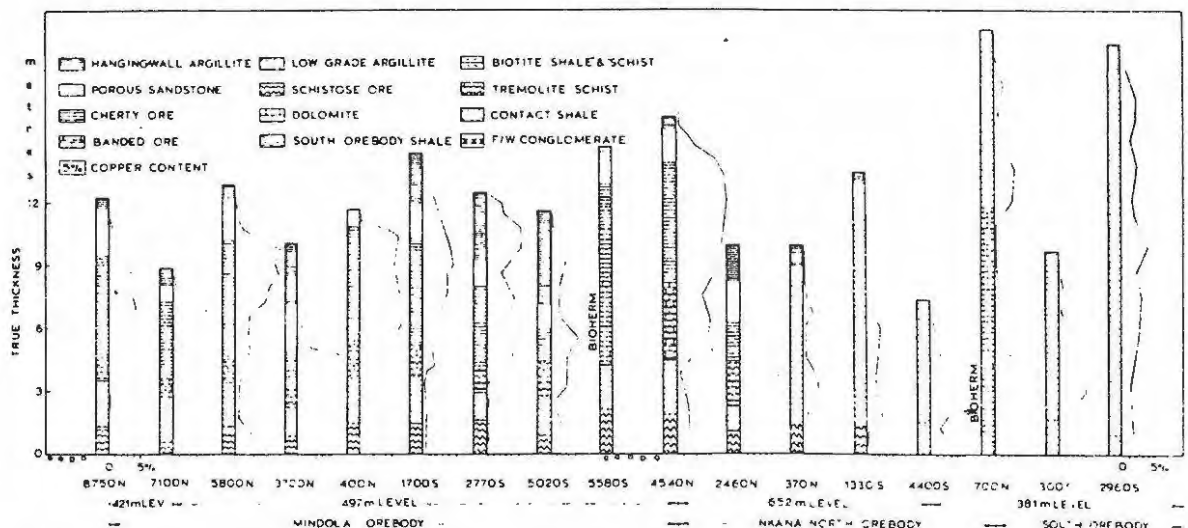 metres
HANGINGWALL ARGILLITE LOW GRADE ARGILLITE BIOTITE SHALE & SCHIST
POROUS SANDSTONE SCHISTOSE ORE TREMOLITE SCHIST
CHERTY ORE DOLOMITE CONTACT SHALE
BANDED ORE SOUTH OREBODY SHALE F/W CONGLOMERATE
5% COPPER CONTENT
12
9
6
3
0
TRUE THICKNESS
BIOHERM
BIOHERM
0 5% 0 5%
8750N 7100N 5800N 3700N 400N 1700S 2770S 5020S 5580S 4540N 2460N 370N 1330S 4400S 700N 2960S
421m LEV 497m LEVEL 652m LEVEL 381m LEVEL
MINDOLA OREBODY NKANA NORTH OREBODY SOUTH OREBODY